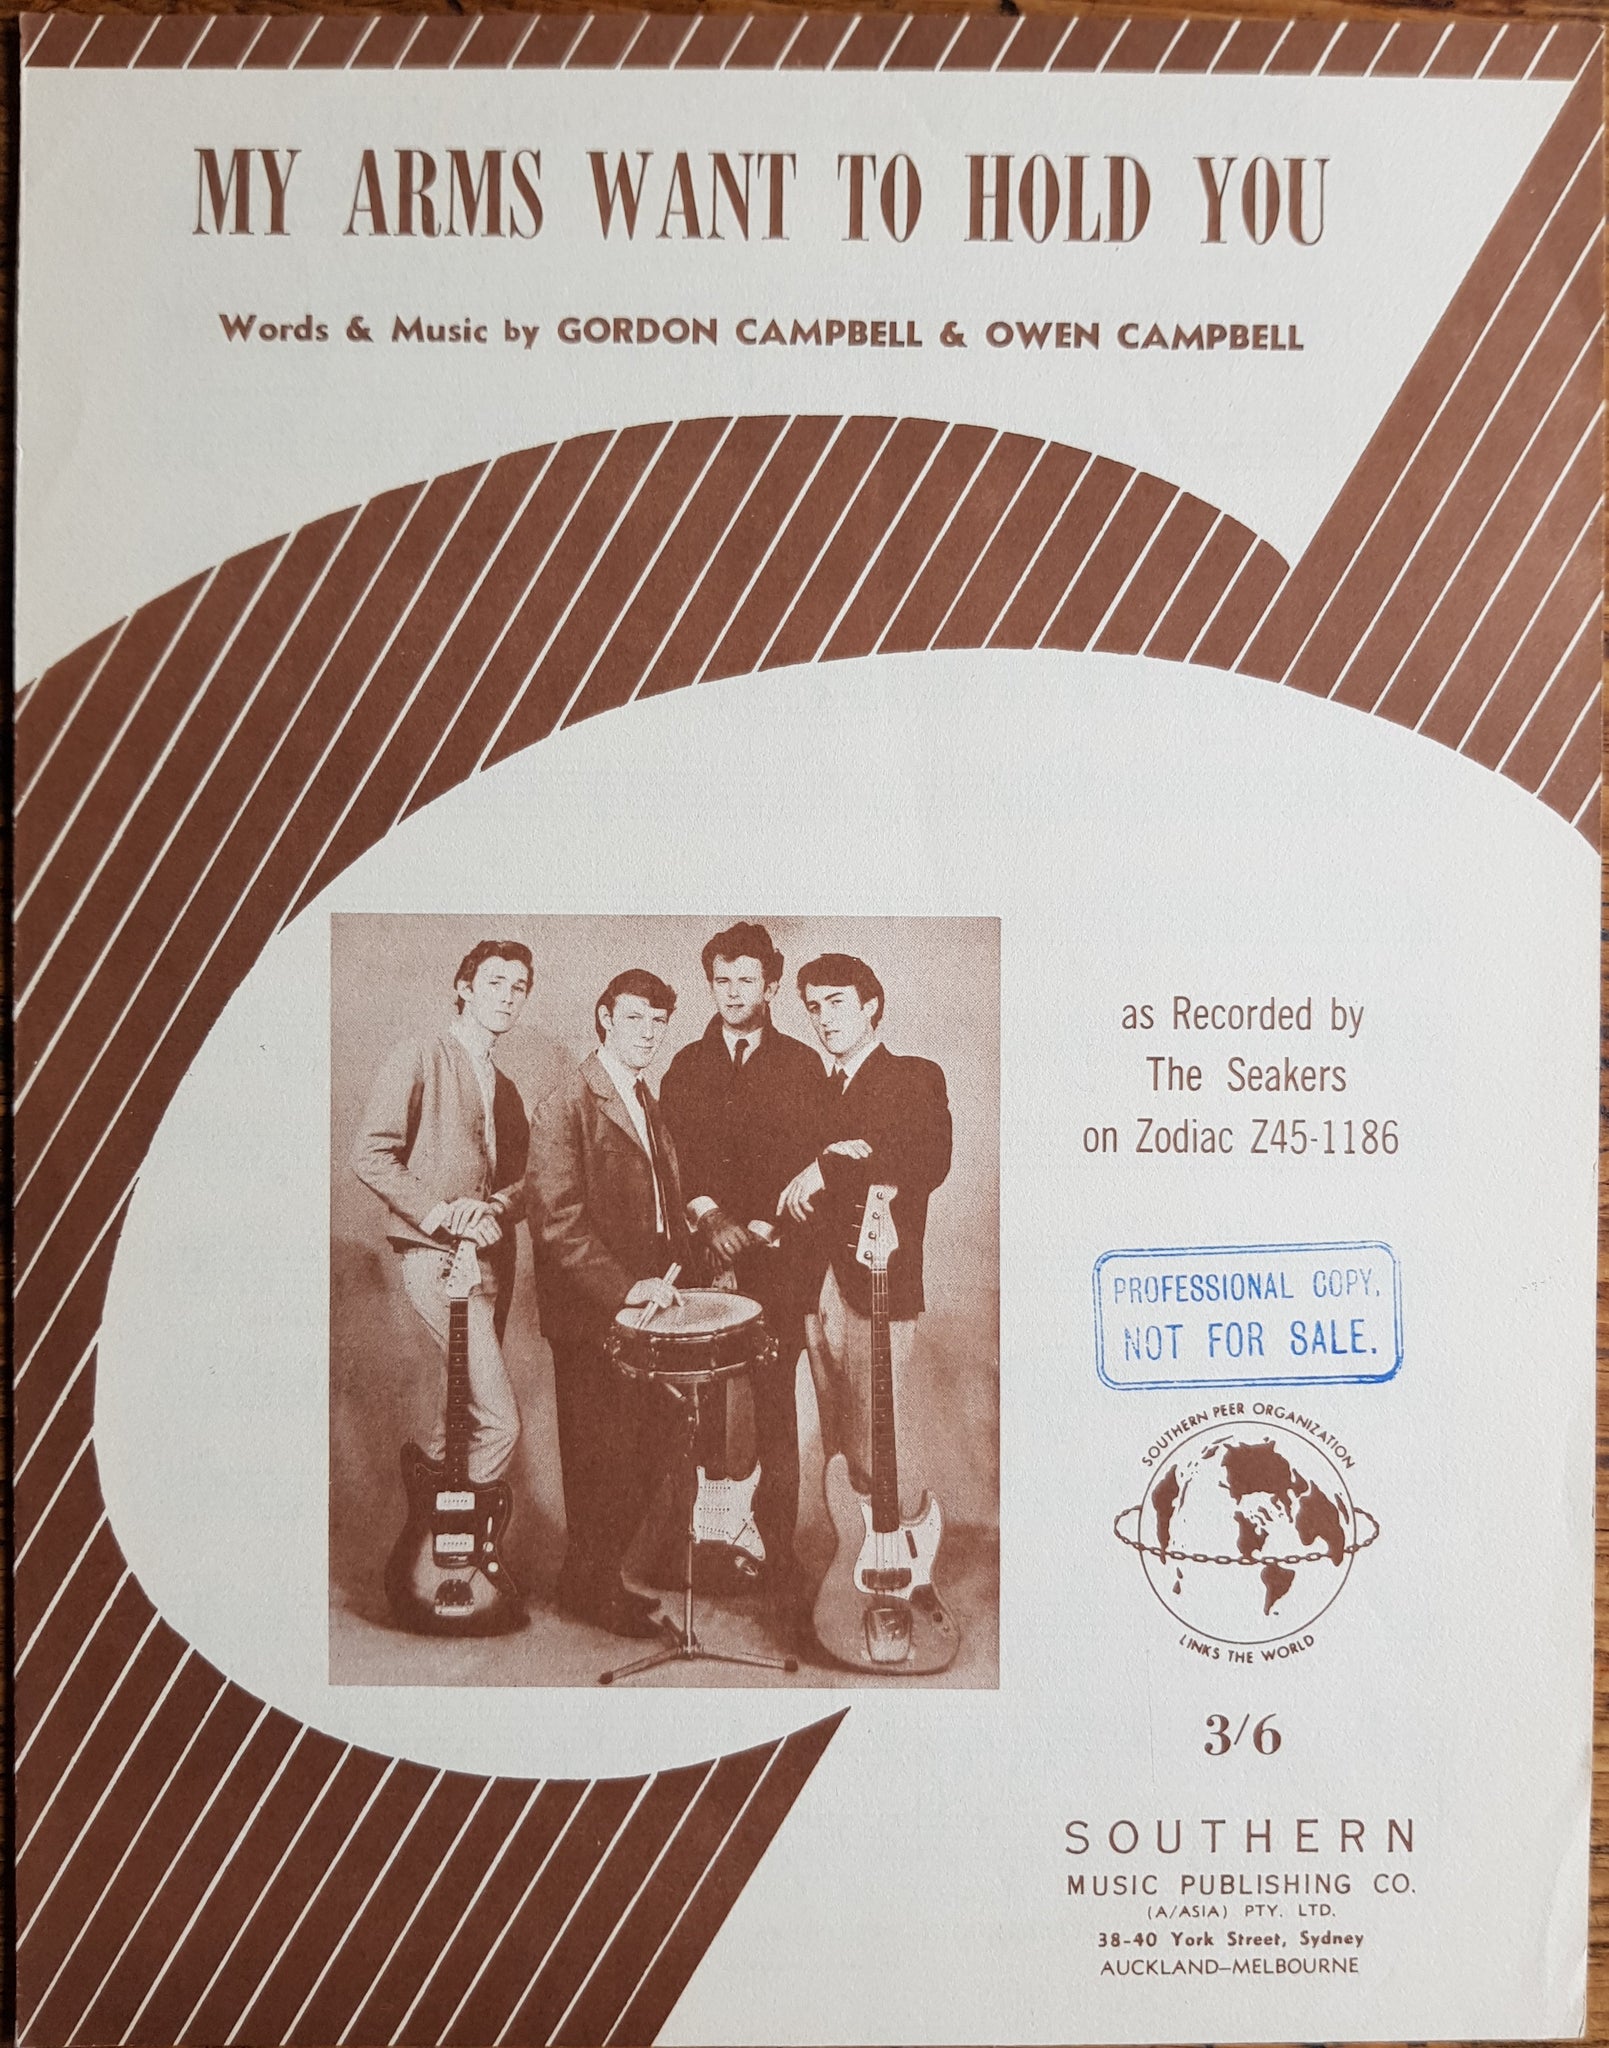 MY ARMS WANT TO HOLD YOU
Words & Music by GORDON CAMPBELL & OWEN CAMPBELL
as Recorded by
The Seakers
on Zodiac Z45-1186
PROFESSIONAL COPY.
NOT FOR SALE.
SOUTHERN PEER ORGANIZATION
LINKS THE WORLD
3/6
SOUTHERN
MUSIC PUBLISHING CO.
(A/ASIA) PTY. LTD.
38-40 York Street, Sydney
AUCKLAND-MELBOURNE